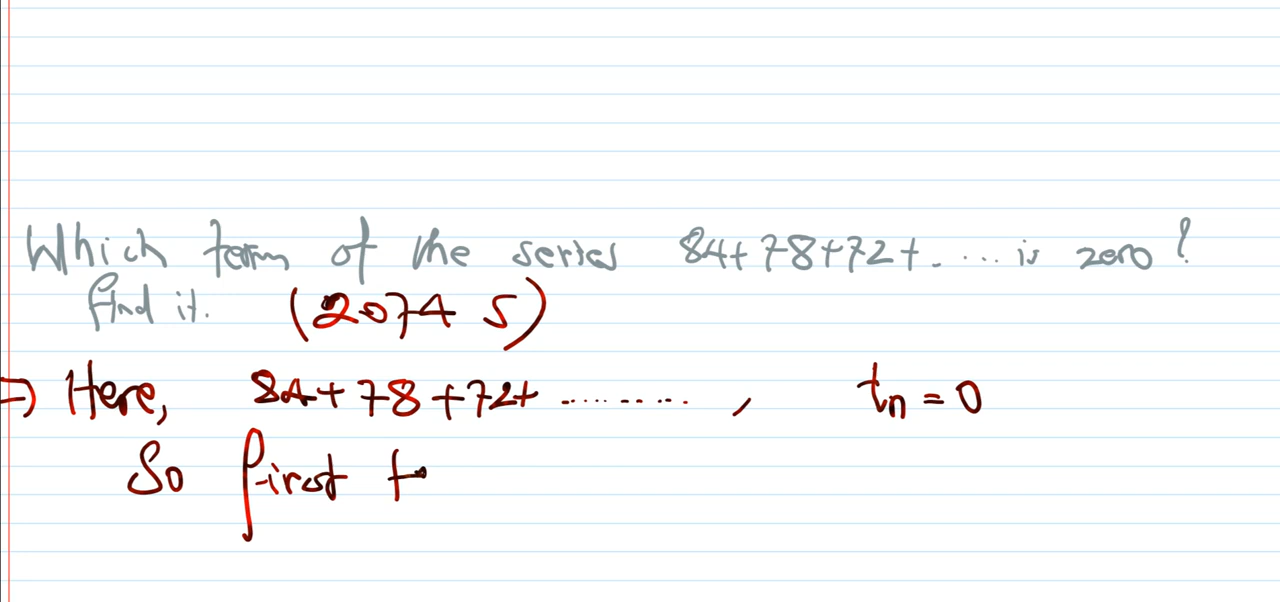 Which term of the series 84+78+72+..... is zero?
find it. (2074 S)
⇒ Here, 84+78+72+ .........., tn = 0
So first t